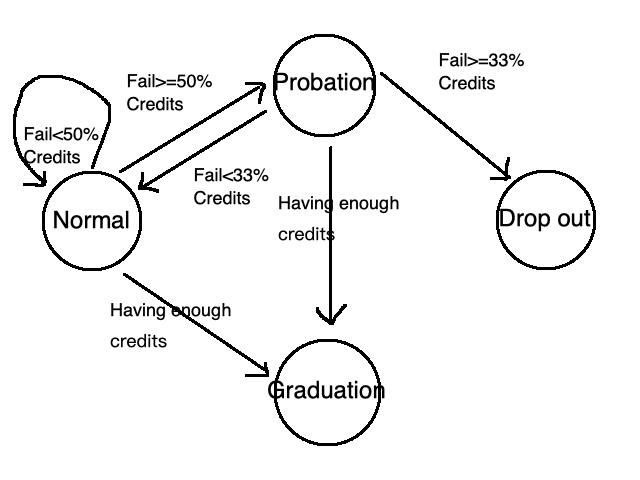 Probation
Fail>=33%
Credits
Fail>=50%
Credits
Fail<50%
Credits
Fail<33%
Credits
Having enough
credits
Normal
Drop out
Having enough
credits
Graduation